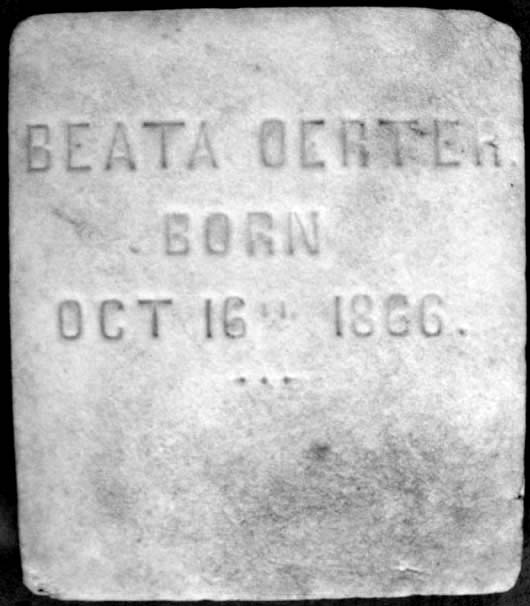 BEATA OERTER.
BORN
OCT 16TH 1866.
...